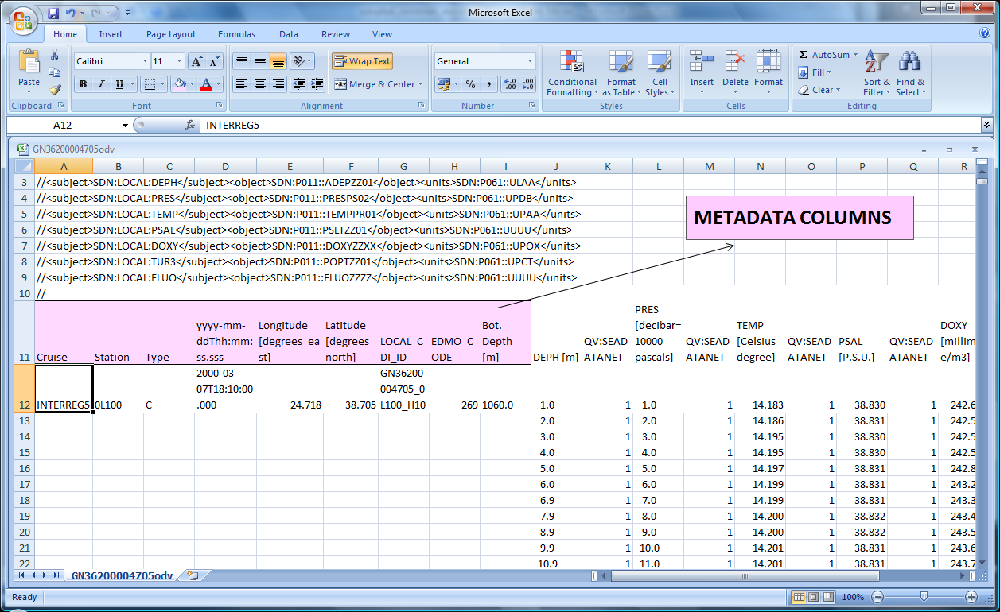 Microsoft Excel
Home Insert Page Layout Formulas Data Review View
Calibri 11 Wrap Text General AutoSum
Paste B I U Merge & Center % , Conditional Formatting Format as Table Cell Styles Insert Delete Format Fill Clear Sort & Filter Find & Select
Clipboard Font Alignment Number Styles Cells Editing
A12 fx INTERREG5
GN36200004705odv
A B C D E F G H I J K L M N O P Q R
3 //<subject>SDN:LOCAL:DEPH</subject><object>SDN:P011::ADEPZZ01</object><units>SDN:P061::ULAA</units>
4 //<subject>SDN:LOCAL:PRES</subject><object>SDN:P011::PRESPS02</object><units>SDN:P061::UPDB</units>
5 //<subject>SDN:LOCAL:TEMP</subject><object>SDN:P011::TEMPPR01</object><units>SDN:P061::UPAA</units>
METADATA COLUMNS
6 //<subject>SDN:LOCAL:PSAL</subject><object>SDN:P011::PSLTZZ01</object><units>SDN:P061::UUUU</units>
7 //<subject>SDN:LOCAL:DOXY</subject><object>SDN:P011::DOXYZZXX</object><units>SDN:P061::UPOX</units>
8 //<subject>SDN:LOCAL:TUR3</subject><object>SDN:P011::POPTZZ01</object><units>SDN:P061::UPCT</units>
9 //<subject>SDN:LOCAL:FLUO</subject><object>SDN:P011::FLUOZZZZ</object><units>SDN:P061::UUUU</units>
10 //
PRES
yyyy-mm- Longitude Latitude Bot. [decibar= TEMP DOXY
ddThh:mm: [degrees_ea [degrees_ LOCAL_C EDMO_C Depth QV:SEAD 10000 QV:SEAD [Celsius QV:SEAD PSAL QV:SEAD [millim
11 Cruise Station Type ss.sss st] north] DI_ID ODE [m] DEPH [m] ATANET pascals] ATANET degree] ATANET [P.S.U.] ATANET e/m3]
2000-03- GN36200
07T18:10:00 004705_0
12 INTERREG5 0L100 C .000 24.718 38.705 L100_H10 269 1060.0 1.0 1 1.0 1 14.183 1 38.830 1 242.6
13 2.0 1 2.0 1 14.186 1 38.831 1 242.5
14 3.0 1 3.0 1 14.195 1 38.830 1 242.5
15 4.0 1 4.0 1 14.195 1 38.830 1 242.5
16 5.0 1 5.0 1 14.197 1 38.831 1 242.8
17 6.0 1 6.0 1 14.199 1 38.831 1 243.2
18 6.9 1 7.0 1 14.199 1 38.831 1 243.3
19 7.9 1 8.0 1 14.200 1 38.832 1 243.4
20 8.9 1 9.0 1 14.200 1 38.832 1 243.5
21 9.9 1 10.0 1 14.201 1 38.831 1 243.6
22 10.9 1 11.0 1 14.201 1 38.831 1 243.7
GN36200004705odv
Ready 100%